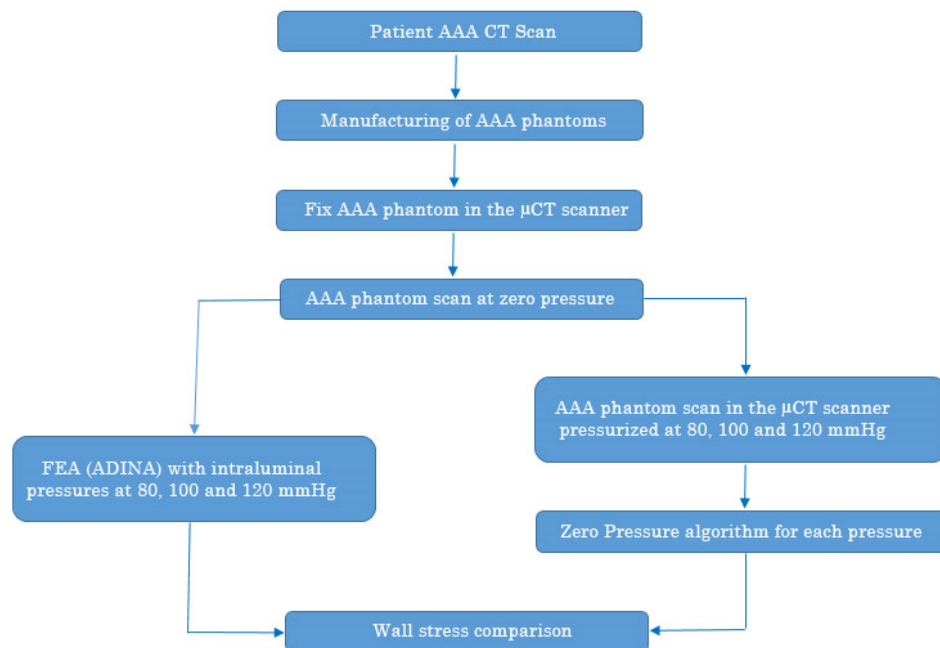 Patient AAA CT Scan
Manufacturing of AAA phantoms
Fix AAA phantom in the μCT scanner
AAA phantom scan at zero pressure
AAA phantom scan in the μCT scanner
pressurized at 80, 100 and 120 mmHg
FEA (ADINA) with intraluminal
pressures at 80, 100 and 120 mmHg
Zero Pressure algorithm for each pressure
Wall stress comparison